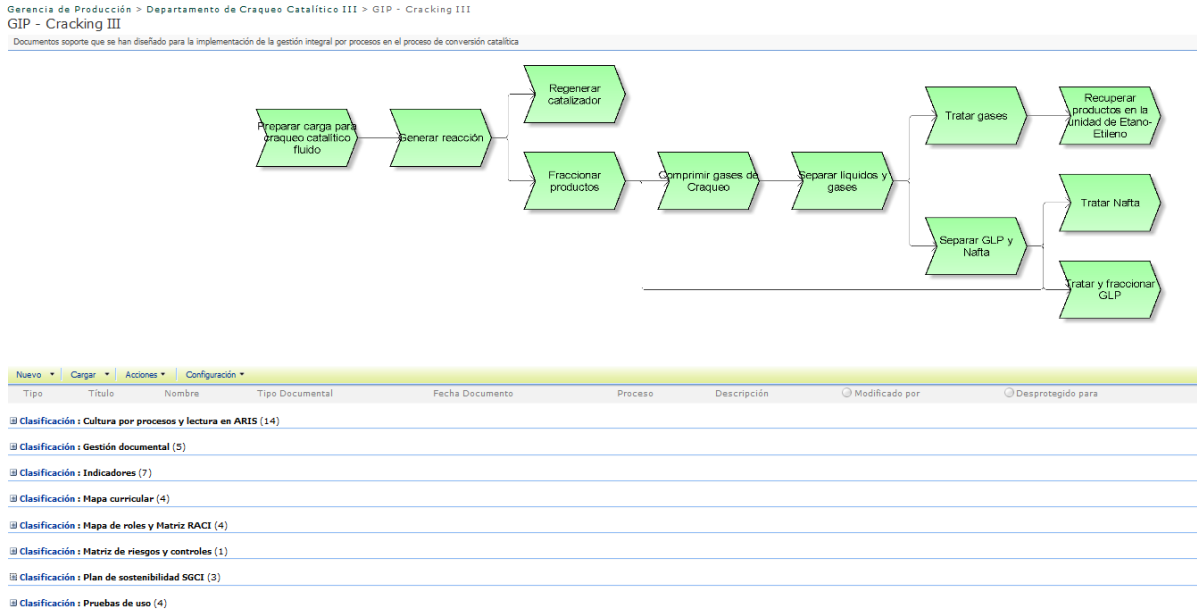 Gerencia de Producción > Departamento de Craqueo Catalítico III > GIP - Cracking III
GIP - Cracking III
Documentos soporte que se han diseñado para la implementación de la gestión integral por procesos en el proceso de conversión catalítica
Preparar carga para
craqueo catalítico
fluido
Generar reacción
Regenerar
catalizador
Fraccionar
productos
Comprimir gases de
Craqueo
Separar líquidos y
gases
Tratar gases
Recuperar
productos en la
unidad de Etano-
Etileno
Separar GLP y
Nafta
Tratar Nafta
Tratar y fraccionar
GLP
Nuevo Cargar Acciones Configuración
Tipo Título Nombre Tipo Documental Fecha Documento Proceso Descripción Modificado por Desprotegido para
Clasificación : Cultura por procesos y lectura en ARIS (14)
Clasificación : Gestión documental (5)
Clasificación : Indicadores (7)
Clasificación : Mapa curricular (4)
Clasificación : Mapa de roles y Matriz RACI (4)
Clasificación : Matriz de riesgos y controles (1)
Clasificación : Plan de sostenibilidad SGCI (3)
Clasificación : Pruebas de uso (4)